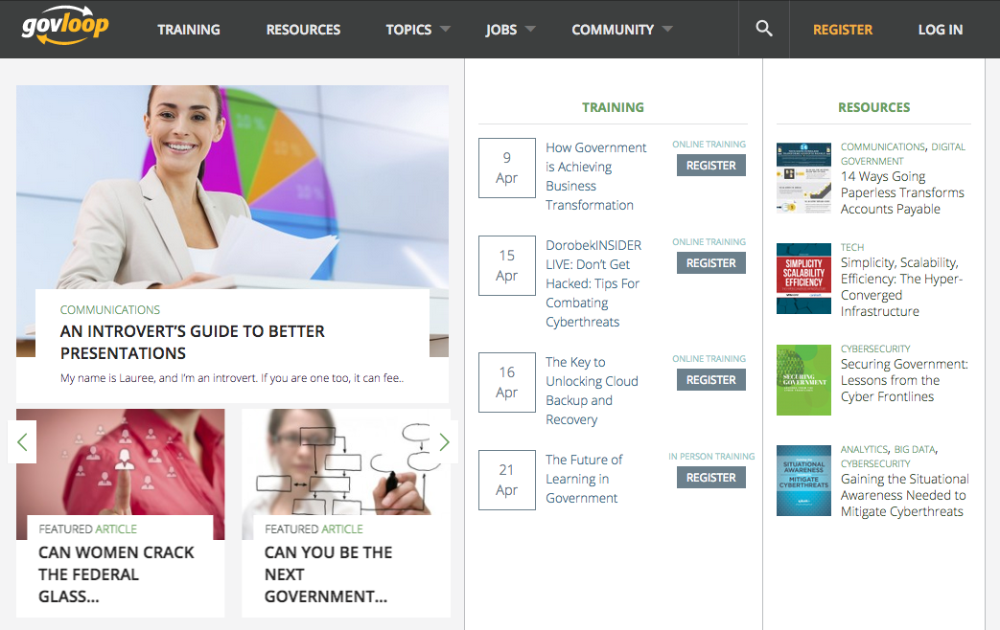 govloop
TRAINING
RESOURCES
TOPICS
JOBS
COMMUNITY
REGISTER
LOG IN
10 %
20 %
10 %
COMMUNICATIONS
AN INTROVERT'S GUIDE TO BETTER
PRESENTATIONS
My name is Lauree, and I'm an introvert. If you are one too, it can fee..
FEATURED ARTICLE
CAN WOMEN CRACK
THE FEDERAL
GLASS...
FEATURED ARTICLE
CAN YOU BE THE
NEXT
GOVERNMENT...
TRAINING
9
Apr
How Government
is Achieving
Business
Transformation
ONLINE TRAINING
REGISTER
15
Apr
DorobekINSIDER
LIVE: Don't Get
Hacked: Tips For
Combating
Cyberthreats
ONLINE TRAINING
REGISTER
16
Apr
The Key to
Unlocking Cloud
Backup and
Recovery
ONLINE TRAINING
REGISTER
21
Apr
The Future of
Learning in
Government
IN PERSON TRAINING
REGISTER
RESOURCES
14
COMMUNICATIONS, DIGITAL
GOVERNMENT
14 Ways Going
Paperless Transforms
Accounts Payable
SIMPLICITY
SCALABILITY
EFFICIENCY
TECH
Simplicity, Scalability,
Efficiency: The Hyper-
Converged
Infrastructure
SECURING
GOVERNMENT
CYBERSECURITY
Securing Government:
Lessons from the
Cyber Frontlines
SITUATIONAL
AWARENESS
MITIGATE
CYBERTHREATS
ANALYTICS, BIG DATA,
CYBERSECURITY
Gaining the Situational
Awareness Needed to
Mitigate Cyberthreats